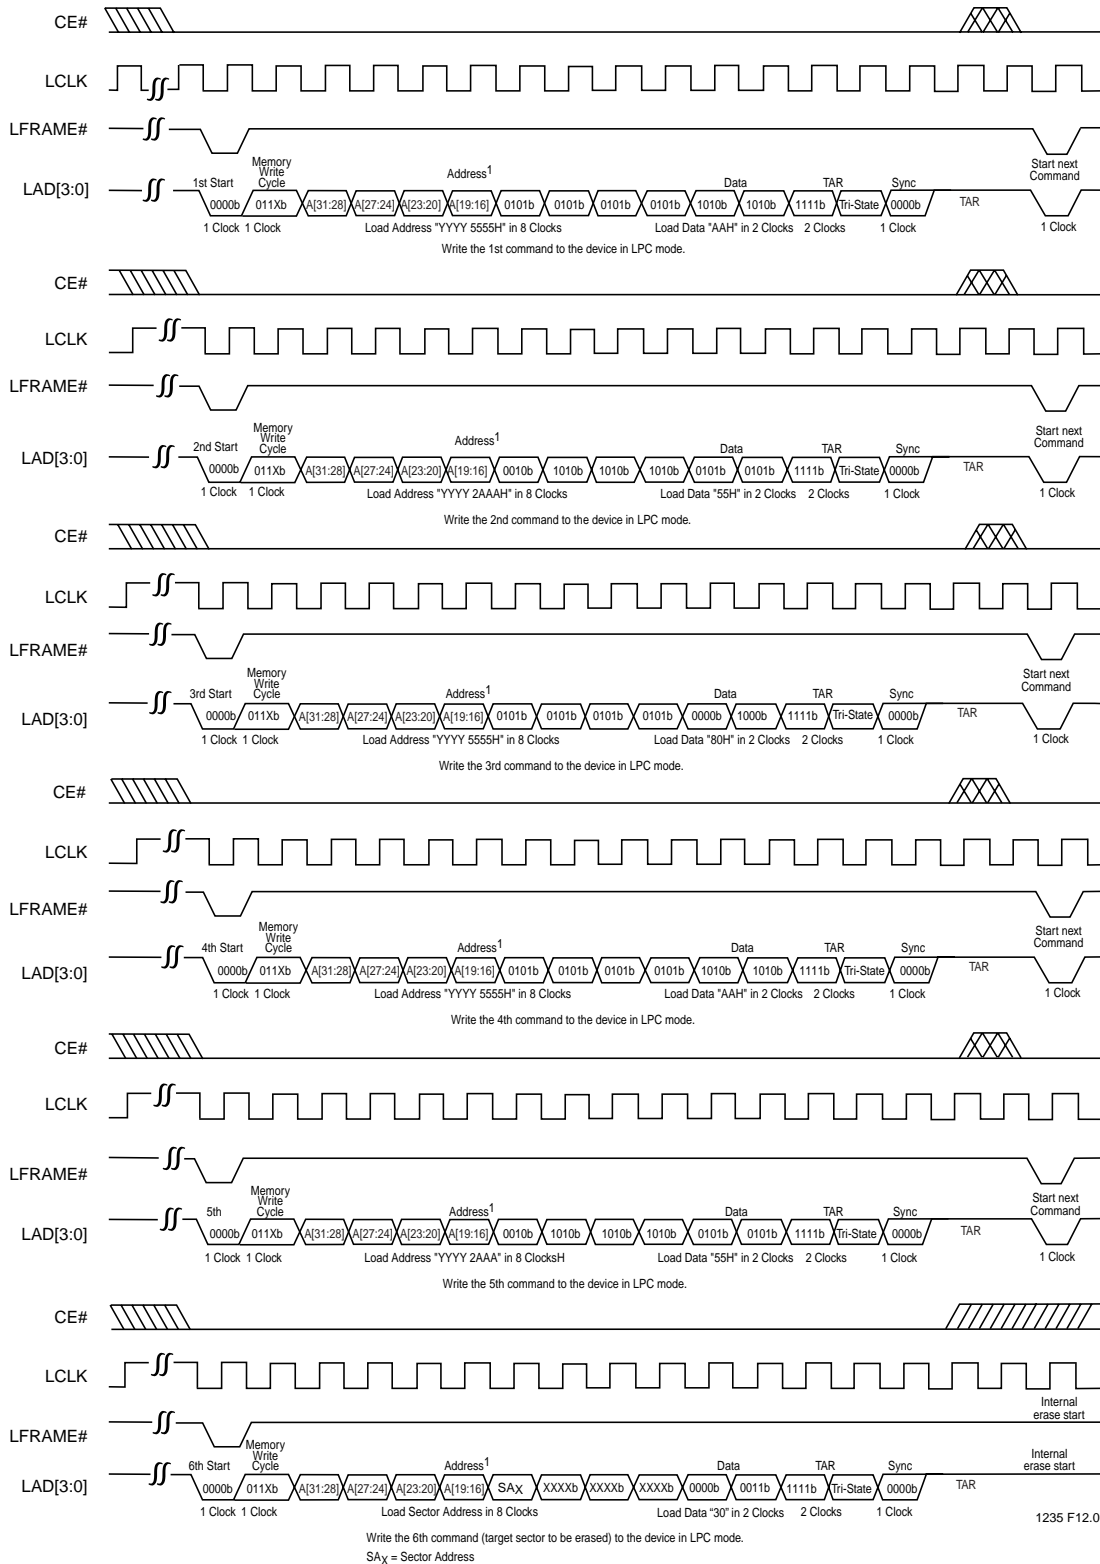 CE#
LCLK
LFRAME#
LAD[3:0]
1st Start
Memory
Write
Cycle
Address1
Data
TAR
Sync
TAR
Start next
Command
0000b 011Xb A[31:28] A[27:24] A[23:20] A[19:16] 0101b 0101b 0101b 0101b 1010b 1010b 1111b Tri-State 0000b
1 Clock 1 Clock Load Address "YYYY 5555H" in 8 Clocks Load Data "AAH" in 2 Clocks 2 Clocks 1 Clock 1 Clock
Write the 1st command to the device in LPC mode.
CE#
LCLK
LFRAME#
LAD[3:0]
2nd Start
Memory
Write
Cycle
Address1
Data
TAR
Sync
TAR
Start next
Command
0000b 011Xb A[31:28] A[27:24] A[23:20] A[19:16] 0010b 1010b 1010b 1010b 0101b 0101b 1111b Tri-State 0000b
1 Clock 1 Clock Load Address "YYYY 2AAAH" in 8 Clocks Load Data "55H" in 2 Clocks 2 Clocks 1 Clock 1 Clock
Write the 2nd command to the device in LPC mode.
CE#
LCLK
LFRAME#
LAD[3:0]
3rd Start
Memory
Write
Cycle
Address1
Data
TAR
Sync
TAR
Start next
Command
0000b 011Xb A[31:28] A[27:24] A[23:20] A[19:16] 0101b 0101b 0101b 0101b 0000b 1000b 1111b Tri-State 0000b
1 Clock 1 Clock Load Address "YYYY 5555H" in 8 Clocks Load Data "80H" in 2 Clocks 2 Clocks 1 Clock 1 Clock
Write the 3rd command to the device in LPC mode.
CE#
LCLK
LFRAME#
LAD[3:0]
4th Start
Memory
Write
Cycle
Address1
Data
TAR
Sync
TAR
Start next
Command
0000b 011Xb A[31:28] A[27:24] A[23:20] A[19:16] 0101b 0101b 0101b 0101b 1010b 1010b 1111b Tri-State 0000b
1 Clock 1 Clock Load Address "YYYY 5555H" in 8 Clocks Load Data "AAH" in 2 Clocks 2 Clocks 1 Clock 1 Clock
Write the 4th command to the device in LPC mode.
CE#
LCLK
LFRAME#
LAD[3:0]
5th
Memory
Write
Cycle
Address1
Data
TAR
Sync
TAR
Start next
Command
0000b 011Xb A[31:28] A[27:24] A[23:20] A[19:16] 0010b 1010b 1010b 1010b 0101b 0101b 1111b Tri-State 0000b
1 Clock 1 Clock Load Address "YYYY 2AAA" in 8 ClocksH Load Data "55H" in 2 Clocks 2 Clocks 1 Clock 1 Clock
Write the 5th command to the device in LPC mode.
CE#
LCLK
Internal
erase start
LFRAME#
LAD[3:0]
6th Start
Memory
Write
Cycle
Address1
Data
TAR
Sync
TAR
Internal
erase start
0000b 011Xb A[31:28] A[27:24] A[23:20] A[19:16] SAX XXXXb XXXXb XXXXb 0000b 0011b 1111b Tri-State 0000b
1 Clock 1 Clock Load Sector Address in 8 Clocks Load Data “30” in 2 Clocks 2 Clocks 1 Clock
1235 F12.0
Write the 6th command (target sector to be erased) to the device in LPC mode.
SAX = Sector Address